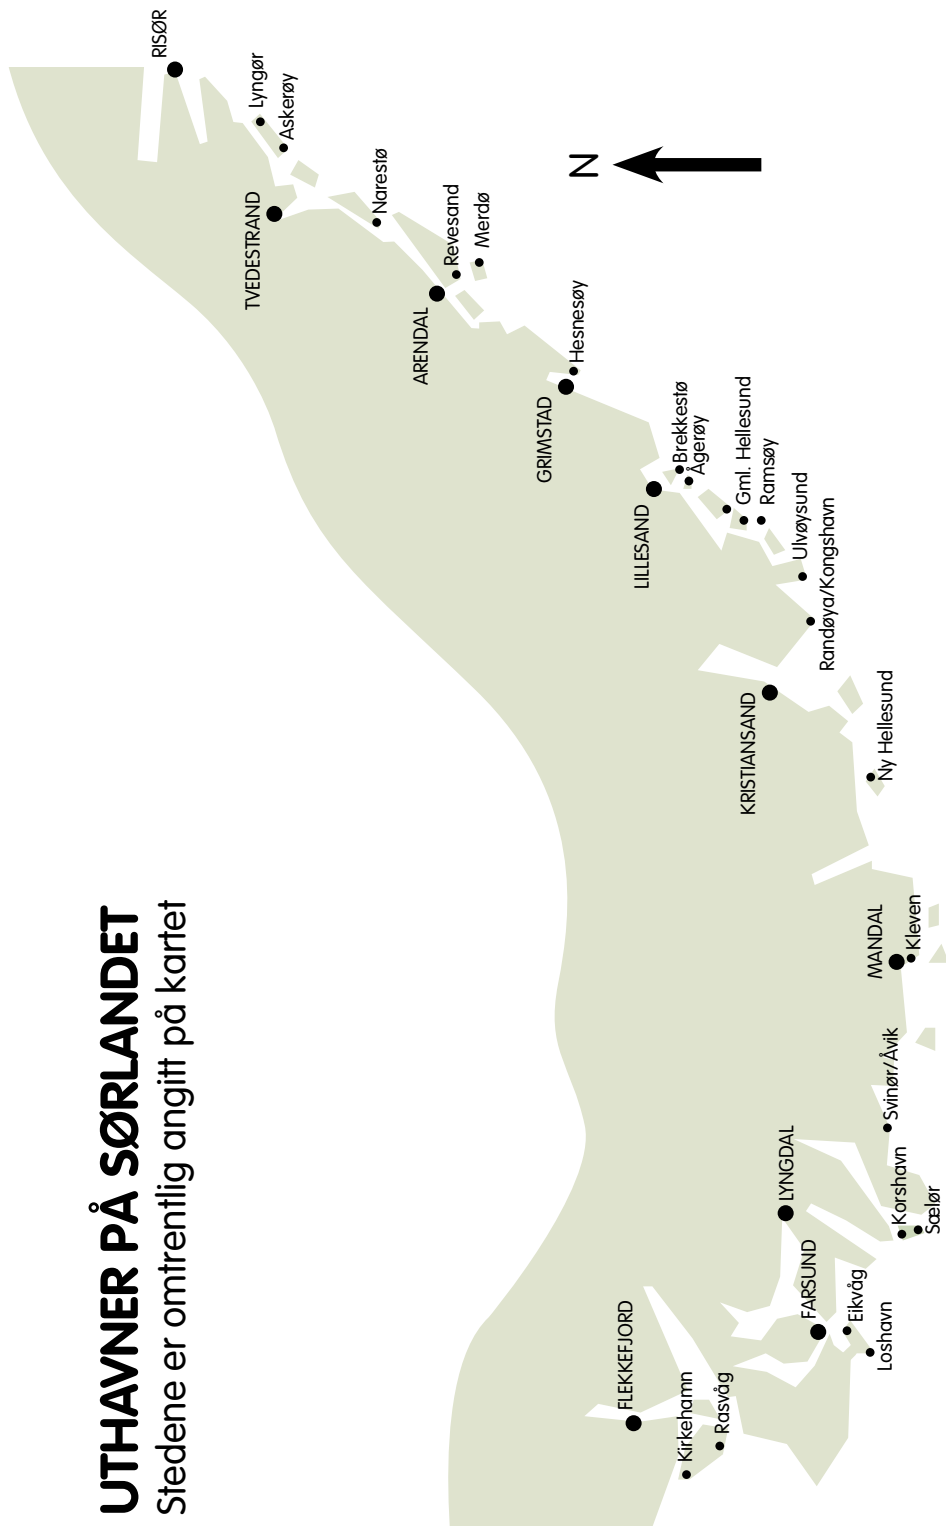 UTHAVNER PÅ SØRLANDET
Stedene er omtrentlig angitt på kartet
N
RISØR
Lyngør
Askerøy
TVEDESTRAND
Narestø
ARENDAL
Revesand
Merdø
GRIMSTAD
Hesnesøy
LILLESAND
Brekkestø
Ågerøy
Gml. Hellesund
Ramsøy
Ulvøysund
Randøya/Kongshavn
KRISTIANSAND
Ny Hellesund
MANDAL
Kleven
Svinør/Åvik
LYNGDAL
Korshavn
Sælør
FARSUND
Eikvåg
Loshavn
FLEKKEFJORD
Kirkehamn
Rasvåg